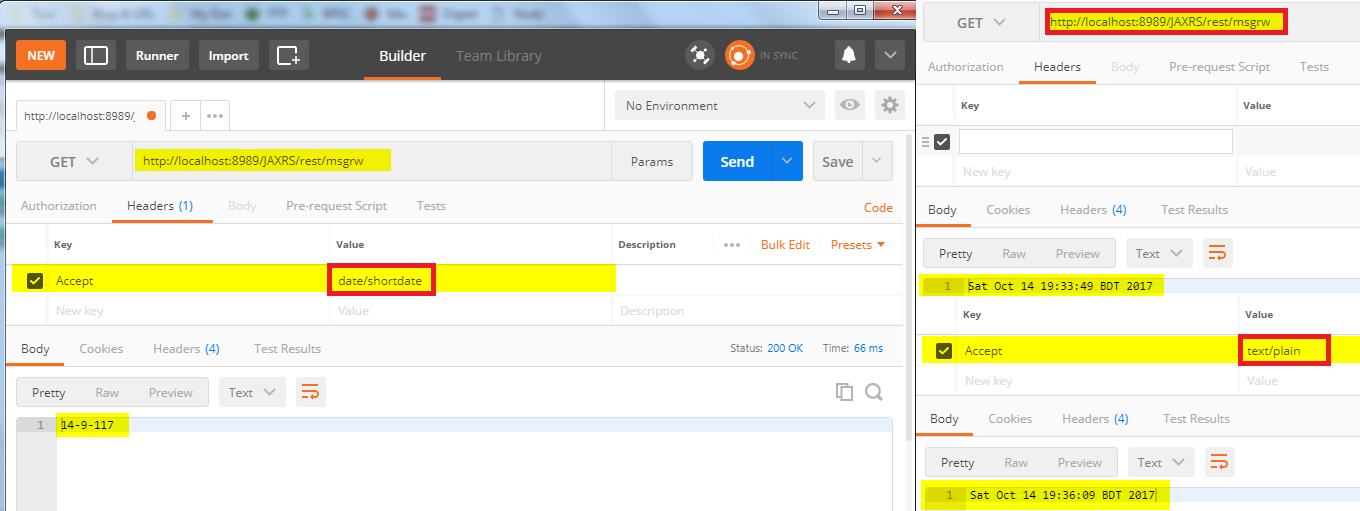 NEW Runner Import Builder Team Library IN SYNC
http://localhost:8989/ + ••• No Environment
GET http://localhost:8989/JAXRS/rest/msgrw Params Send Save
Authorization Headers (1) Body Pre-request Script Tests Code
Key Value Description ••• Bulk Edit Presets
Accept date/shortdate
New key Value Description
Body Cookies Headers (4) Test Results Status: 200 OK Time: 66 ms
Pretty Raw Preview Text
1 14-9-117
GET http://localhost:8989/JAXRS/rest/msgrw
Authorization Headers Body Pre-request Script Tests
Key Value
New key Value
Body Cookies Headers (4) Test Results
Pretty Raw Preview Text
1 Sat Oct 14 19:33:49 BDT 2017
Key Value
Accept text/plain
New key Value
Body Cookies Headers (4) Test Results
Pretty Raw Preview Text
1 Sat Oct 14 19:36:09 BDT 2017